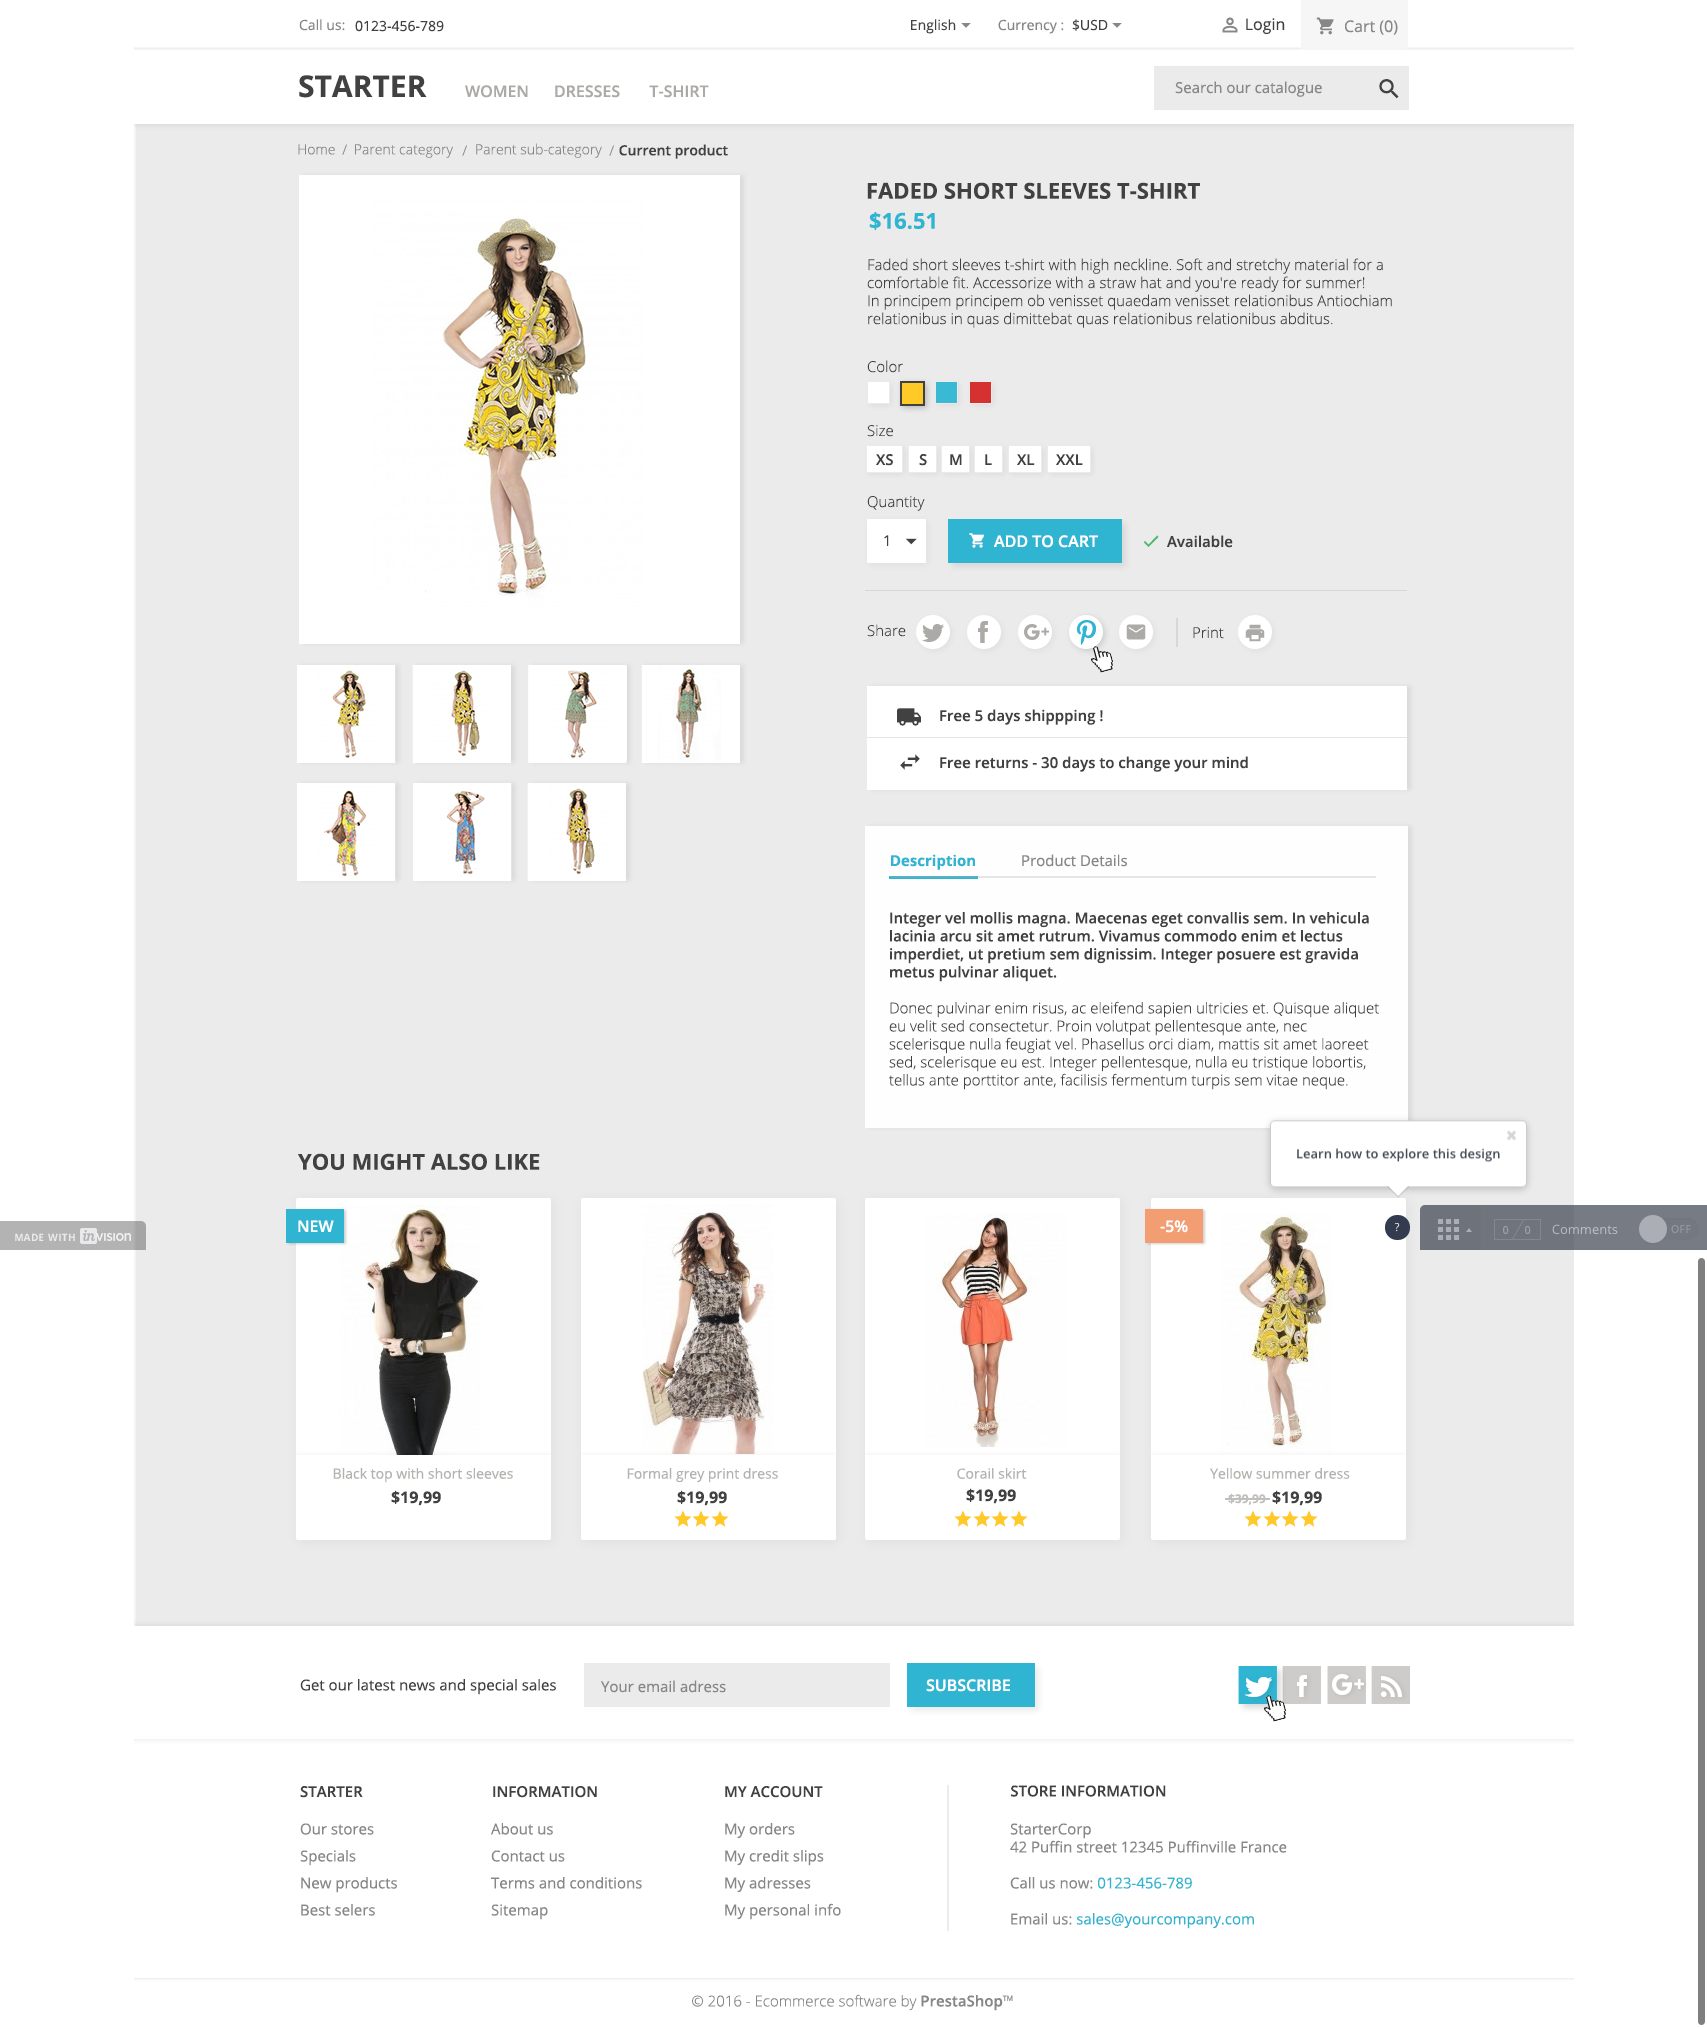 Call us: 0123-456-789
English
Currency : $USD
Login
Cart (0)
STARTER
WOMEN DRESSES T-SHIRT
Search our catalogue
Home / Parent category / Parent sub-category / Current product
FADED SHORT SLEEVES T-SHIRT
$16.51
Faded short sleeves t-shirt with high neckline. Soft and stretchy material for a
comfortable fit. Accessorize with a straw hat and you're ready for summer!
In principem principem ob venisset quaedam venisset relationibus Antiochiam
relationibus in quas dimittebat quas relationibus relationibus abditus.
Color
Size
XS S M L XL XXL
Quantity
1
ADD TO CART
Available
Share
Print
Free 5 days shippping !
Free returns - 30 days to change your mind
Description
Product Details
Integer vel mollis magna. Maecenas eget convallis sem. In vehicula
lacinia arcu sit amet rutrum. Vivamus commodo enim et lectus
imperdiet, ut pretium sem dignissim. Integer posuere est gravida
metus pulvinar aliquet.
Donec pulvinar enim risus, ac eleifend sapien ultricies et. Quisque aliquet
eu velit sed consectetur. Proin volutpat pellentesque ante, nec
scelerisque nulla feugiat vel. Phasellus orci diam, mattis sit amet laoreet
sed, scelerisque eu est. Integer pellentesque, nulla eu tristique lobortis,
tellus ante porttitor ante, facilisis fermentum turpis sem vitae neque.
Learn how to explore this design
YOU MIGHT ALSO LIKE
NEW
-5%
?
MADE WITH invision
0 / 0 Comments OFF
Black top with short sleeves
$19,99
Formal grey print dress
$19,99
Corail skirt
$19,99
Yellow summer dress
$39,99 $19,99
Get our latest news and special sales
Your email adress
SUBSCRIBE
STARTER
Our stores
Specials
New products
Best selers
INFORMATION
About us
Contact us
Terms and conditions
Sitemap
MY ACCOUNT
My orders
My credit slips
My adresses
My personal info
STORE INFORMATION
StarterCorp
42 Puffin street 12345 Puffinville France
Call us now: 0123-456-789
Email us: sales@yourcompany.com
© 2016 - Ecommerce software by PrestaShop™